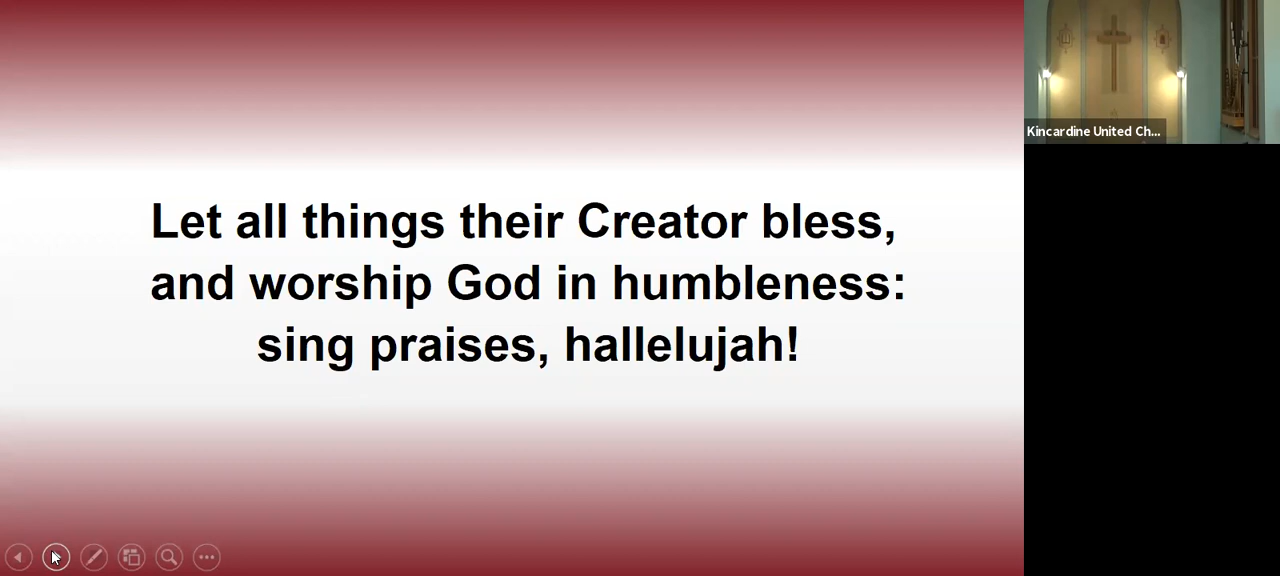 Let all things their Creator bless,
and worship God in humbleness:
sing praises, hallelujah!
Kincardine United Ch...